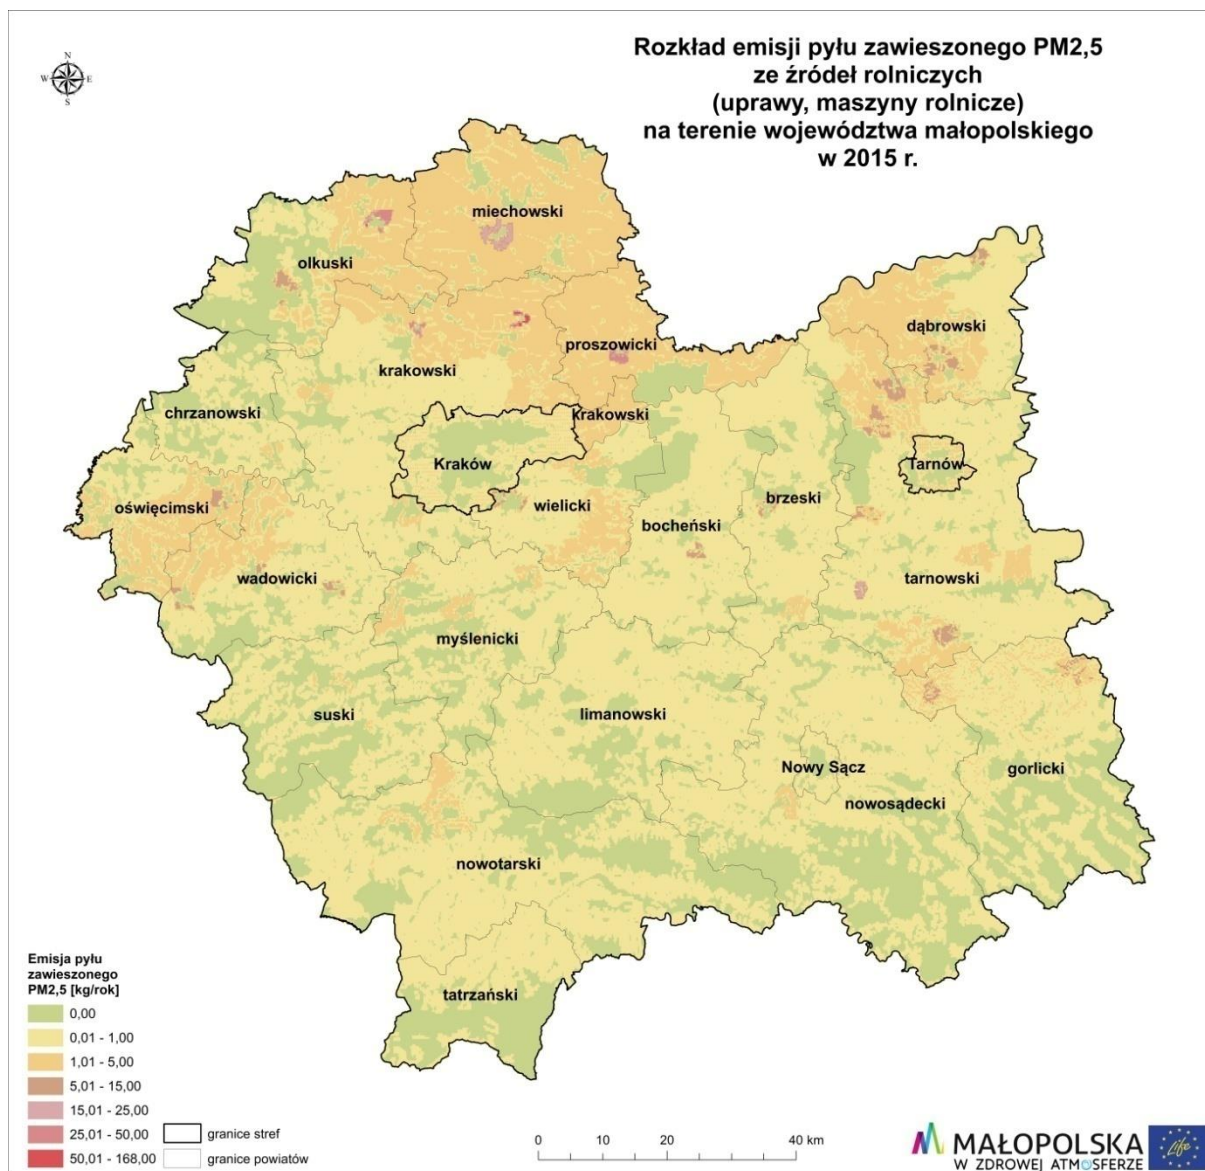 Rozkład emisji pyłu zawieszonego PM2,5
ze źródeł rolniczych
(uprawy, maszyny rolnicze)
na terenie województwa małopolskiego
w 2015 r.
N
W E
S
miechowski
olkuski
dąbrowski
proszowicki
krakowski
chrzanowski
krakowski
Kraków
Tarnów
oświęcimski
wielicki
brzeski
bocheński
wadowicki
tarnowski
myślenicki
suski
limanowski
Nowy Sącz
gorlicki
nowosądecki
nowotarski
tatrzański
Emisja pyłu
zawieszonego
PM2,5 [kg/rok]
0,00
0,01 - 1,00
1,01 - 5,00
5,01 - 15,00
15,01 - 25,00
25,01 - 50,00
50,01 - 168,00
granice stref
granice powiatów
0 10 20 40 km
MAŁOPOLSKA
W ZDROWEJ ATMOSFERZE
Life